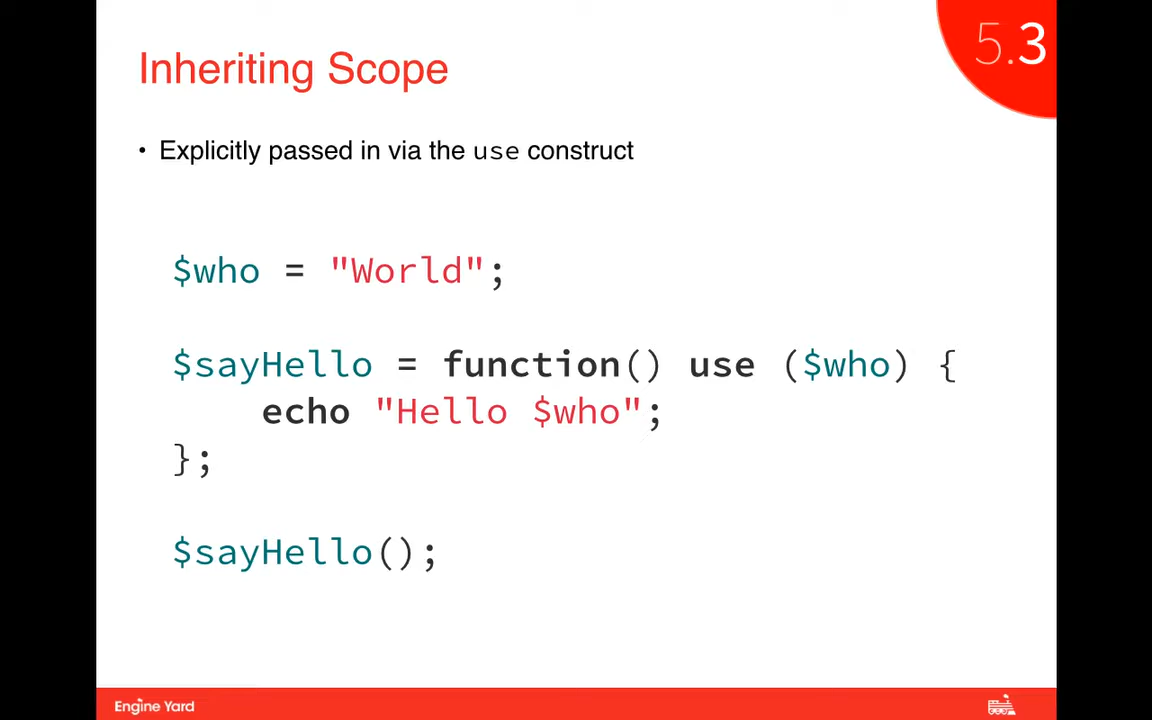 5.3
Inheriting Scope
• Explicitly passed in via the use construct
$who = "World";
$sayHello = function() use ($who) {
    echo "Hello $who";
};
$sayHello();
Engine Yard